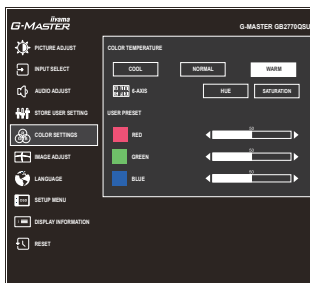 iiyama
G-MASTER
G-MASTER GB2770QSU
PICTURE ADJUST
INPUT SELECT
AUDIO ADJUST
STORE USER SETTING
COLOR SETTINGS
IMAGE ADJUST
LANGUAGE
SETUP MENU
DISPLAY INFORMATION
RESET
COLOR TEMPERATURE
COOL
NORMAL
WARM
6-AXIS
HUE
SATURATION
USER PRESET
RED
50
GREEN
50
BLUE
50